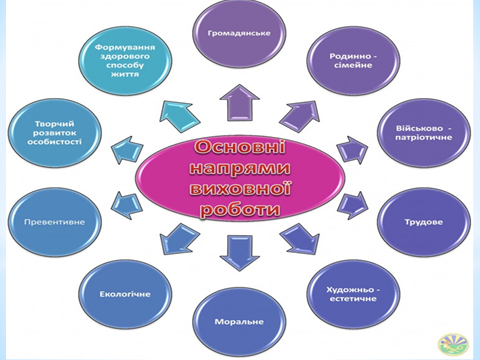 Громадянське
Родинно -
сімейне
Військово -
патріотичне
Трудове
Художньо -
естетичне
Моральне
Екологічне
Превентивне
Творчий
розвиток
особистості
Формування
здорового
способу
життя
Основні
напрями
виховної
роботи